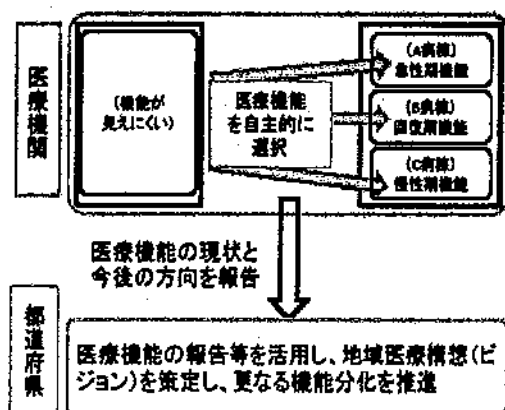 医療機関
(機能が
見えにくい)
医療機能
を自主的に
選択
(A病棟)
急性期機能
(B病棟)
回復期機能
(C病棟)
慢性期機能
医療機能の現状と
今後の方向を報告
都道府県
医療機能の報告等を活用し、地域医療構想(ビ
ジョン)を策定し、更なる機能分化を推進